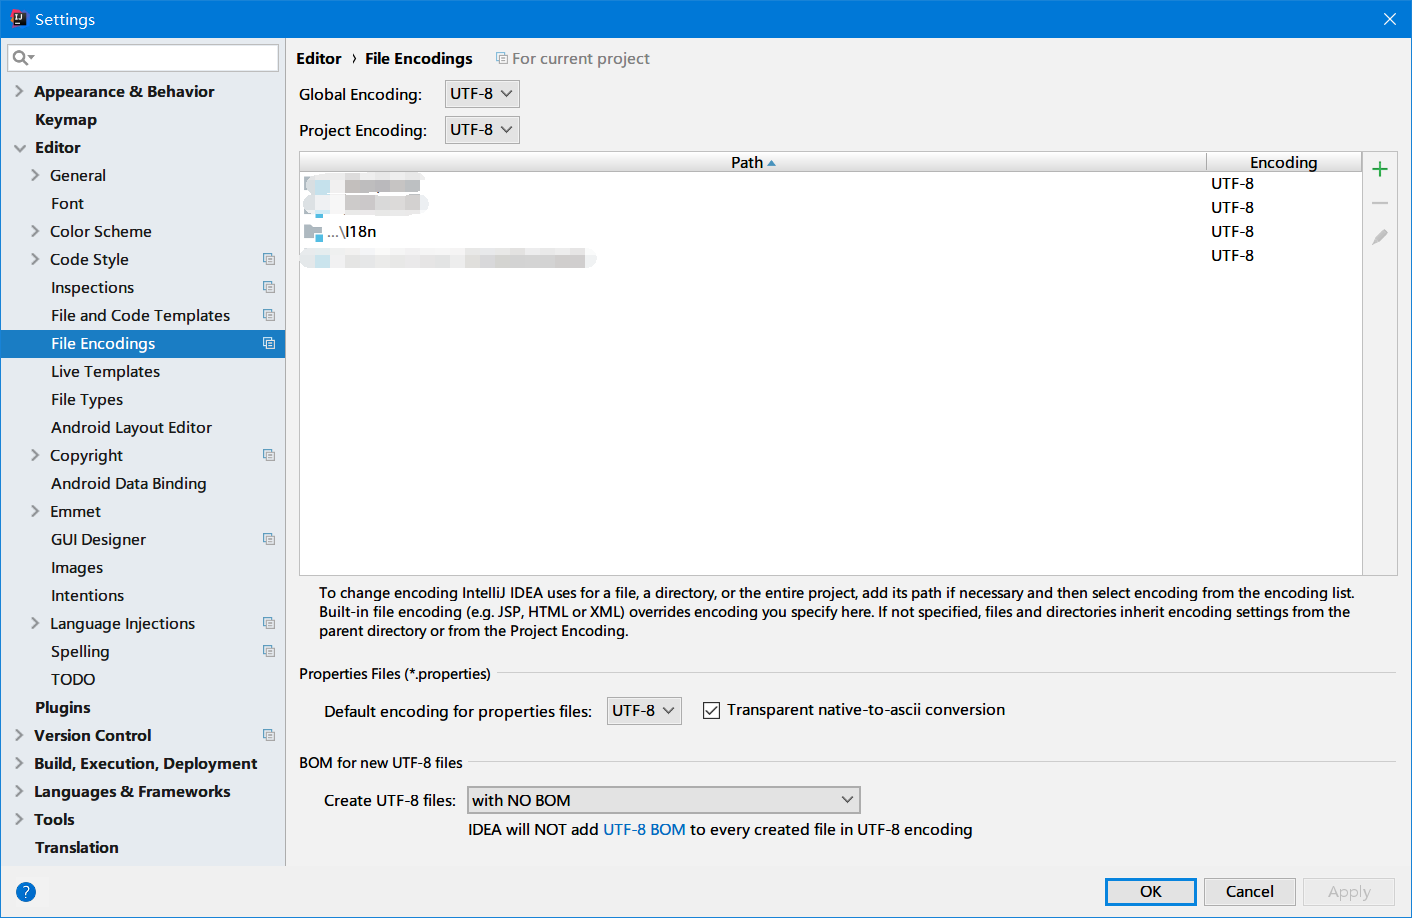 Settings
Appearance & Behavior
Keymap
Editor
General
Font
Color Scheme
Code Style
Inspections
File and Code Templates
File Encodings
Live Templates
File Types
Android Layout Editor
Copyright
Android Data Binding
Emmet
GUI Designer
Images
Intentions
Language Injections
Spelling
TODO
Plugins
Version Control
Build, Execution, Deployment
Languages & Frameworks
Tools
Translation
Editor › File Encodings For current project
Global Encoding: UTF-8
Project Encoding: UTF-8
Path Encoding
UTF-8
UTF-8
...\I18n UTF-8
UTF-8
To change encoding IntelliJ IDEA uses for a file, a directory, or the entire project, add its path if necessary and then select encoding from the encoding list.
Built-in file encoding (e.g. JSP, HTML or XML) overrides encoding you specify here. If not specified, files and directories inherit encoding settings from the
parent directory or from the Project Encoding.
Properties Files (*.properties)
Default encoding for properties files: UTF-8 Transparent native-to-ascii conversion
BOM for new UTF-8 files
Create UTF-8 files: with NO BOM
IDEA will NOT add UTF-8 BOM to every created file in UTF-8 encoding
? OK Cancel Apply